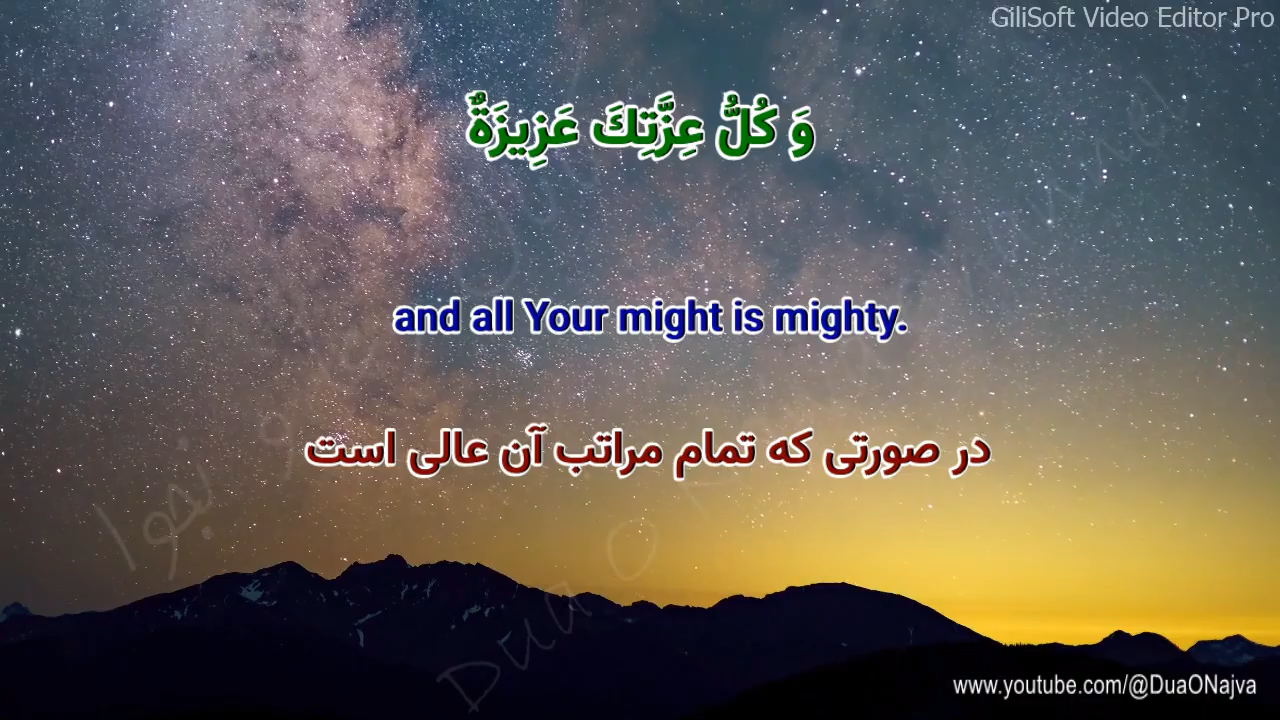 GiliSoft Video Editor Pro
وَ كُلُّ عِزَّتِكَ عَزِيزَةٌ
and all Your might is mighty.
در صورتی که تمام مراتب آن عالی است
www.youtube.com/@DuaONajva